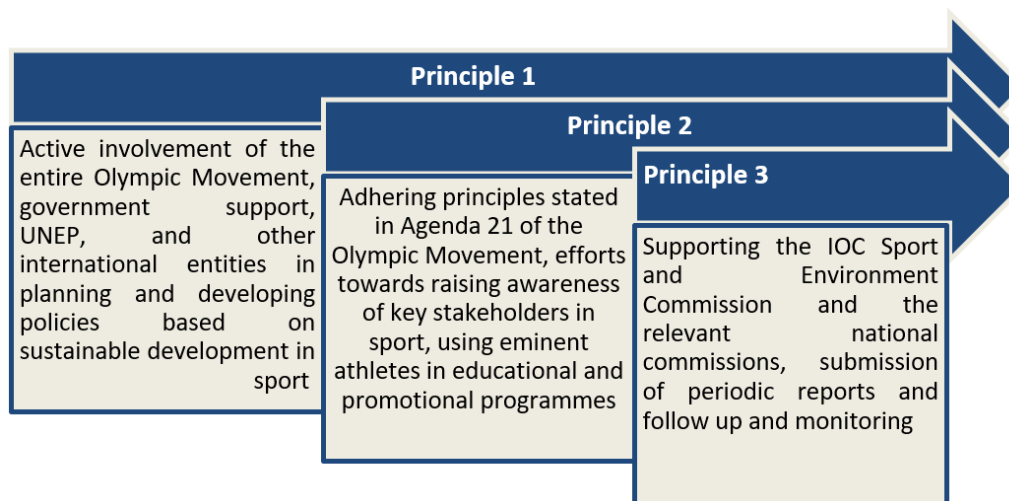 Principle 1
Active involvement of the
entire Olympic Movement,
government support,
UNEP, and other
international entities in
planning and developing
policies based on
sustainable development in
sport
Principle 2
Adhering principles stated
in Agenda 21 of the
Olympic Movement, efforts
towards raising awareness
of key stakeholders in
sport, using eminent
athletes in educational and
promotional programmes
Principle 3
Supporting the IOC Sport
and Environment
Commission and the
relevant national
commissions, submission
of periodic reports and
follow up and monitoring